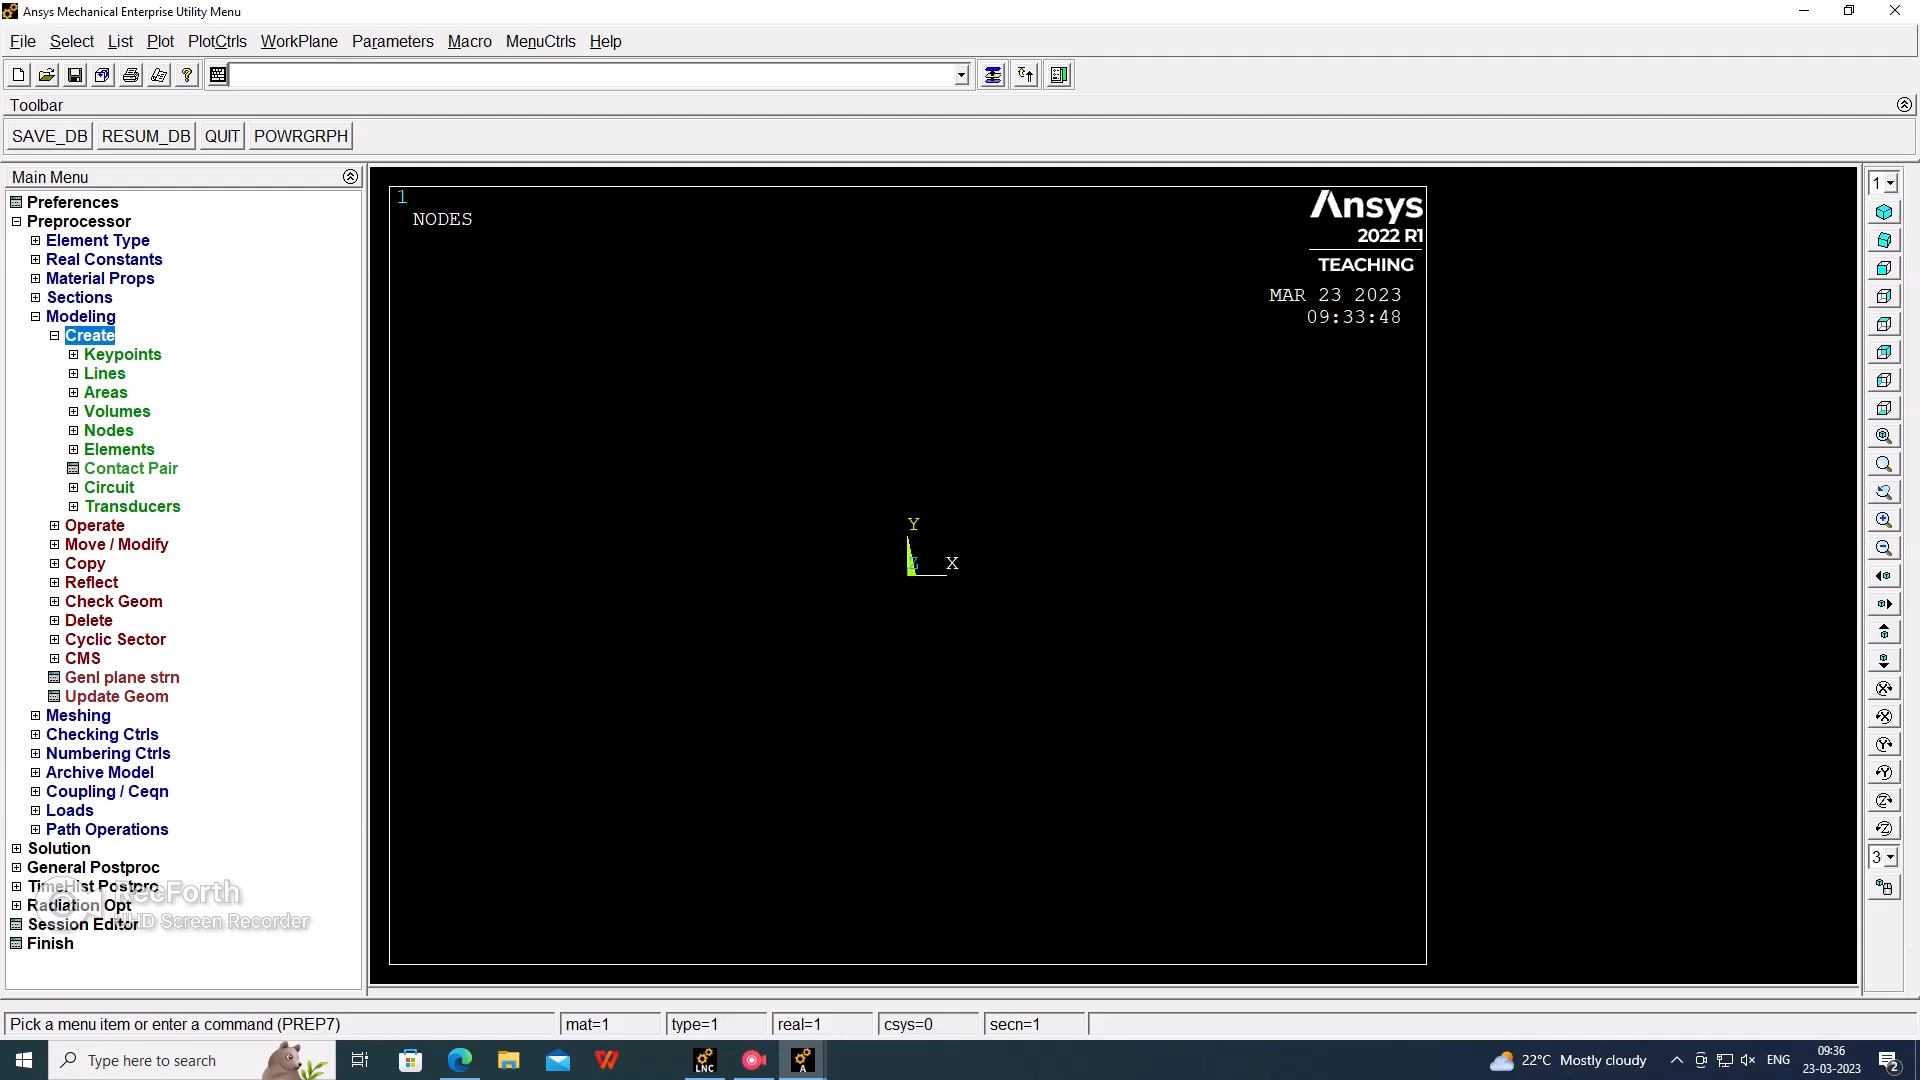 Ansys Mechanical Enterprise Utility Menu
File Select List Plot PlotCtrls WorkPlane Parameters Macro MenuCtrls Help
Toolbar
SAVE_DB RESUM_DB QUIT POWRGRPH
Main Menu
Preferences
Preprocessor
Element Type
Real Constants
Material Props
Sections
Modeling
Create
Keypoints
Lines
Areas
Volumes
Nodes
Elements
Contact Pair
Circuit
Transducers
Operate
Move / Modify
Copy
Reflect
Check Geom
Delete
Cyclic Sector
CMS
Genl plane strn
Update Geom
Meshing
Checking Ctrls
Numbering Ctrls
Archive Model
Coupling / Ceqn
Loads
Path Operations
Solution
General Postproc
TimeHist Postpro
Radiation Opt
Session Editor
Finish
RecForth
UHD Screen Recorder
1
NODES
Ansys
2022 R1
TEACHING
MAR 23 2023
09:33:48
Y
Z X
1
3
Pick a menu item or enter a command (PREP7) mat=1 type=1 real=1 csys=0 secn=1
Type here to search
LNC
A
22°C Mostly cloudy
ENG
09:36
23-03-2023
2